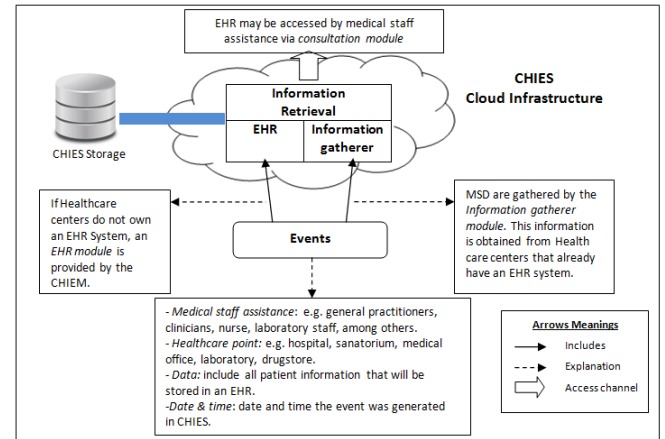 EHR may be accessed by medical staff
assistance via consultation module
CHIES
Cloud Infrastructure
Information
Retrieval
EHR
Information
gatherer
CHIES Storage
If Healthcare
centers do not own
an EHR System, an
EHR module is
provided by the
CHIEM.
Events
MSD are gathered by the
Information gatherer
module. This information
is obtained from Health
care centers that already
have an EHR system.
- Medical staff assistance: e.g. general practitioners,
clinicians, nurse, laboratory staff, among others.
- Healthcare point: e.g. hospital, sanatorium, medical
office, laboratory, drugstore.
- Data: include all patient information that will be
stored in an EHR.
-Date & time: date and time the event was generated
in CHIES.
Arrows Meanings
Includes
Explanation
Access channel